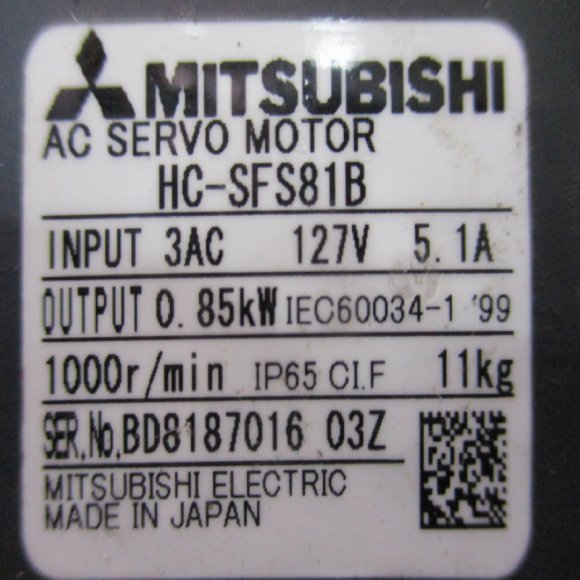 MITSUBISHI
AC SERVO MOTOR
HC-SFS81B
INPUT 3AC 127V 5.1A
OUTPUT 0.85kW IEC60034-1 '99
1000r/min IP65 CI.F 11kg
SER.No.BD8187016 03Z
MITSUBISHI ELECTRIC
MADE IN JAPAN